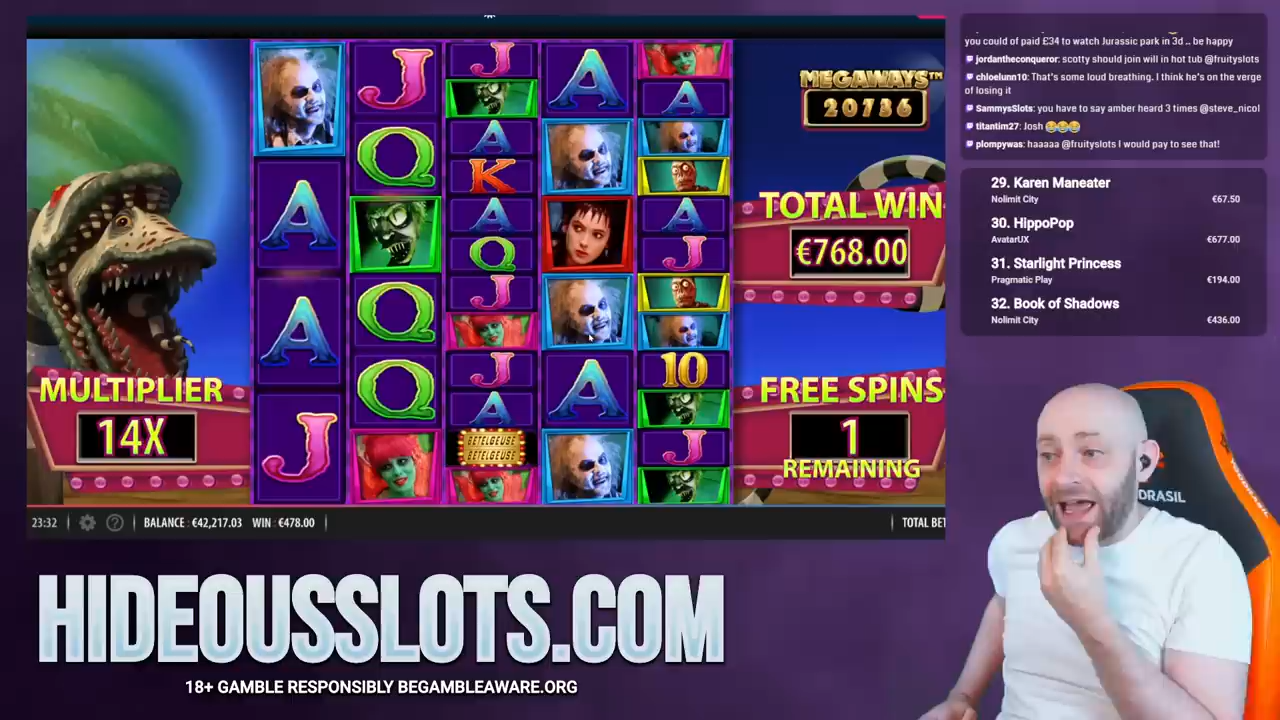 you could of paid £34 to watch Jurassic park in 3d .. be happy
jordantheconqueror: scotty should join will in hot tub @fruityslots
chloelunn10: That's some loud breathing. I think he's on the verge
of losing it
SammysSlots: you have to say amber heard 3 times @steve_nicol
titantim27: Josh 😂😂😂
plompywas: haaaa @fruityslots I would pay to see that!
29. Karen Maneater
Nolimit City €67.50
30. HippoPop
AvatarUX €677.00
31. Starlight Princess
Pragmatic Play €194.00
32. Book of Shadows
Nolimit City €436.00
MEGAWAYS™
20736
TOTAL WIN
€768.00
MULTIPLIER
14X
FREE SPINS
1
REMAINING
J J A
A A
Q A
K
A A A
Q J
J
Q
A
J 10
Q A A
J J
BETELGEUSE
BETELGEUSE
23:32 BALANCE : €42,217.03 WIN : €478.00 TOTAL BET
DRASIL
HIDEOUSSLOTS.COM
18+ GAMBLE RESPONSIBLY BEGAMBLEAWARE.ORG